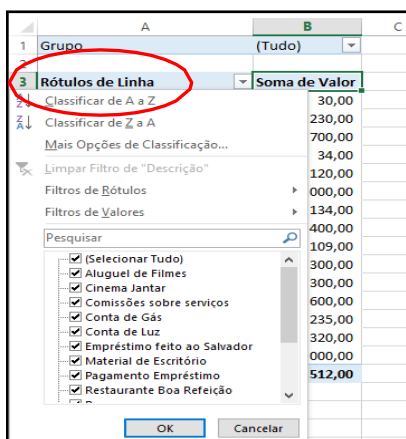 A B C
1 Grupo (Tudo)
2
3 Rótulos de Linha Soma de Valor
Classificar de A a Z 30,00
Classificar de Z a A 230,00
Mais Opções de Classificação... 700,00
34,00
Limpar Filtro de "Descrição" 120,00
Filtros de Rótulos 000,00
Filtros de Valores 134,00
400,00
Pesquisar 109,00
(Selecionar Tudo) 300,00
Aluguel de Filmes
Cinema Jantar 300,00
Comissões sobre serviços 600,00
Conta de Gás 235,00
Conta de Luz
Empréstimo feito ao Salvador 320,00
Material de Escritório 000,00
Pagamento Empréstimo 512,00
Restaurante Boa Refeição
OK Cancelar